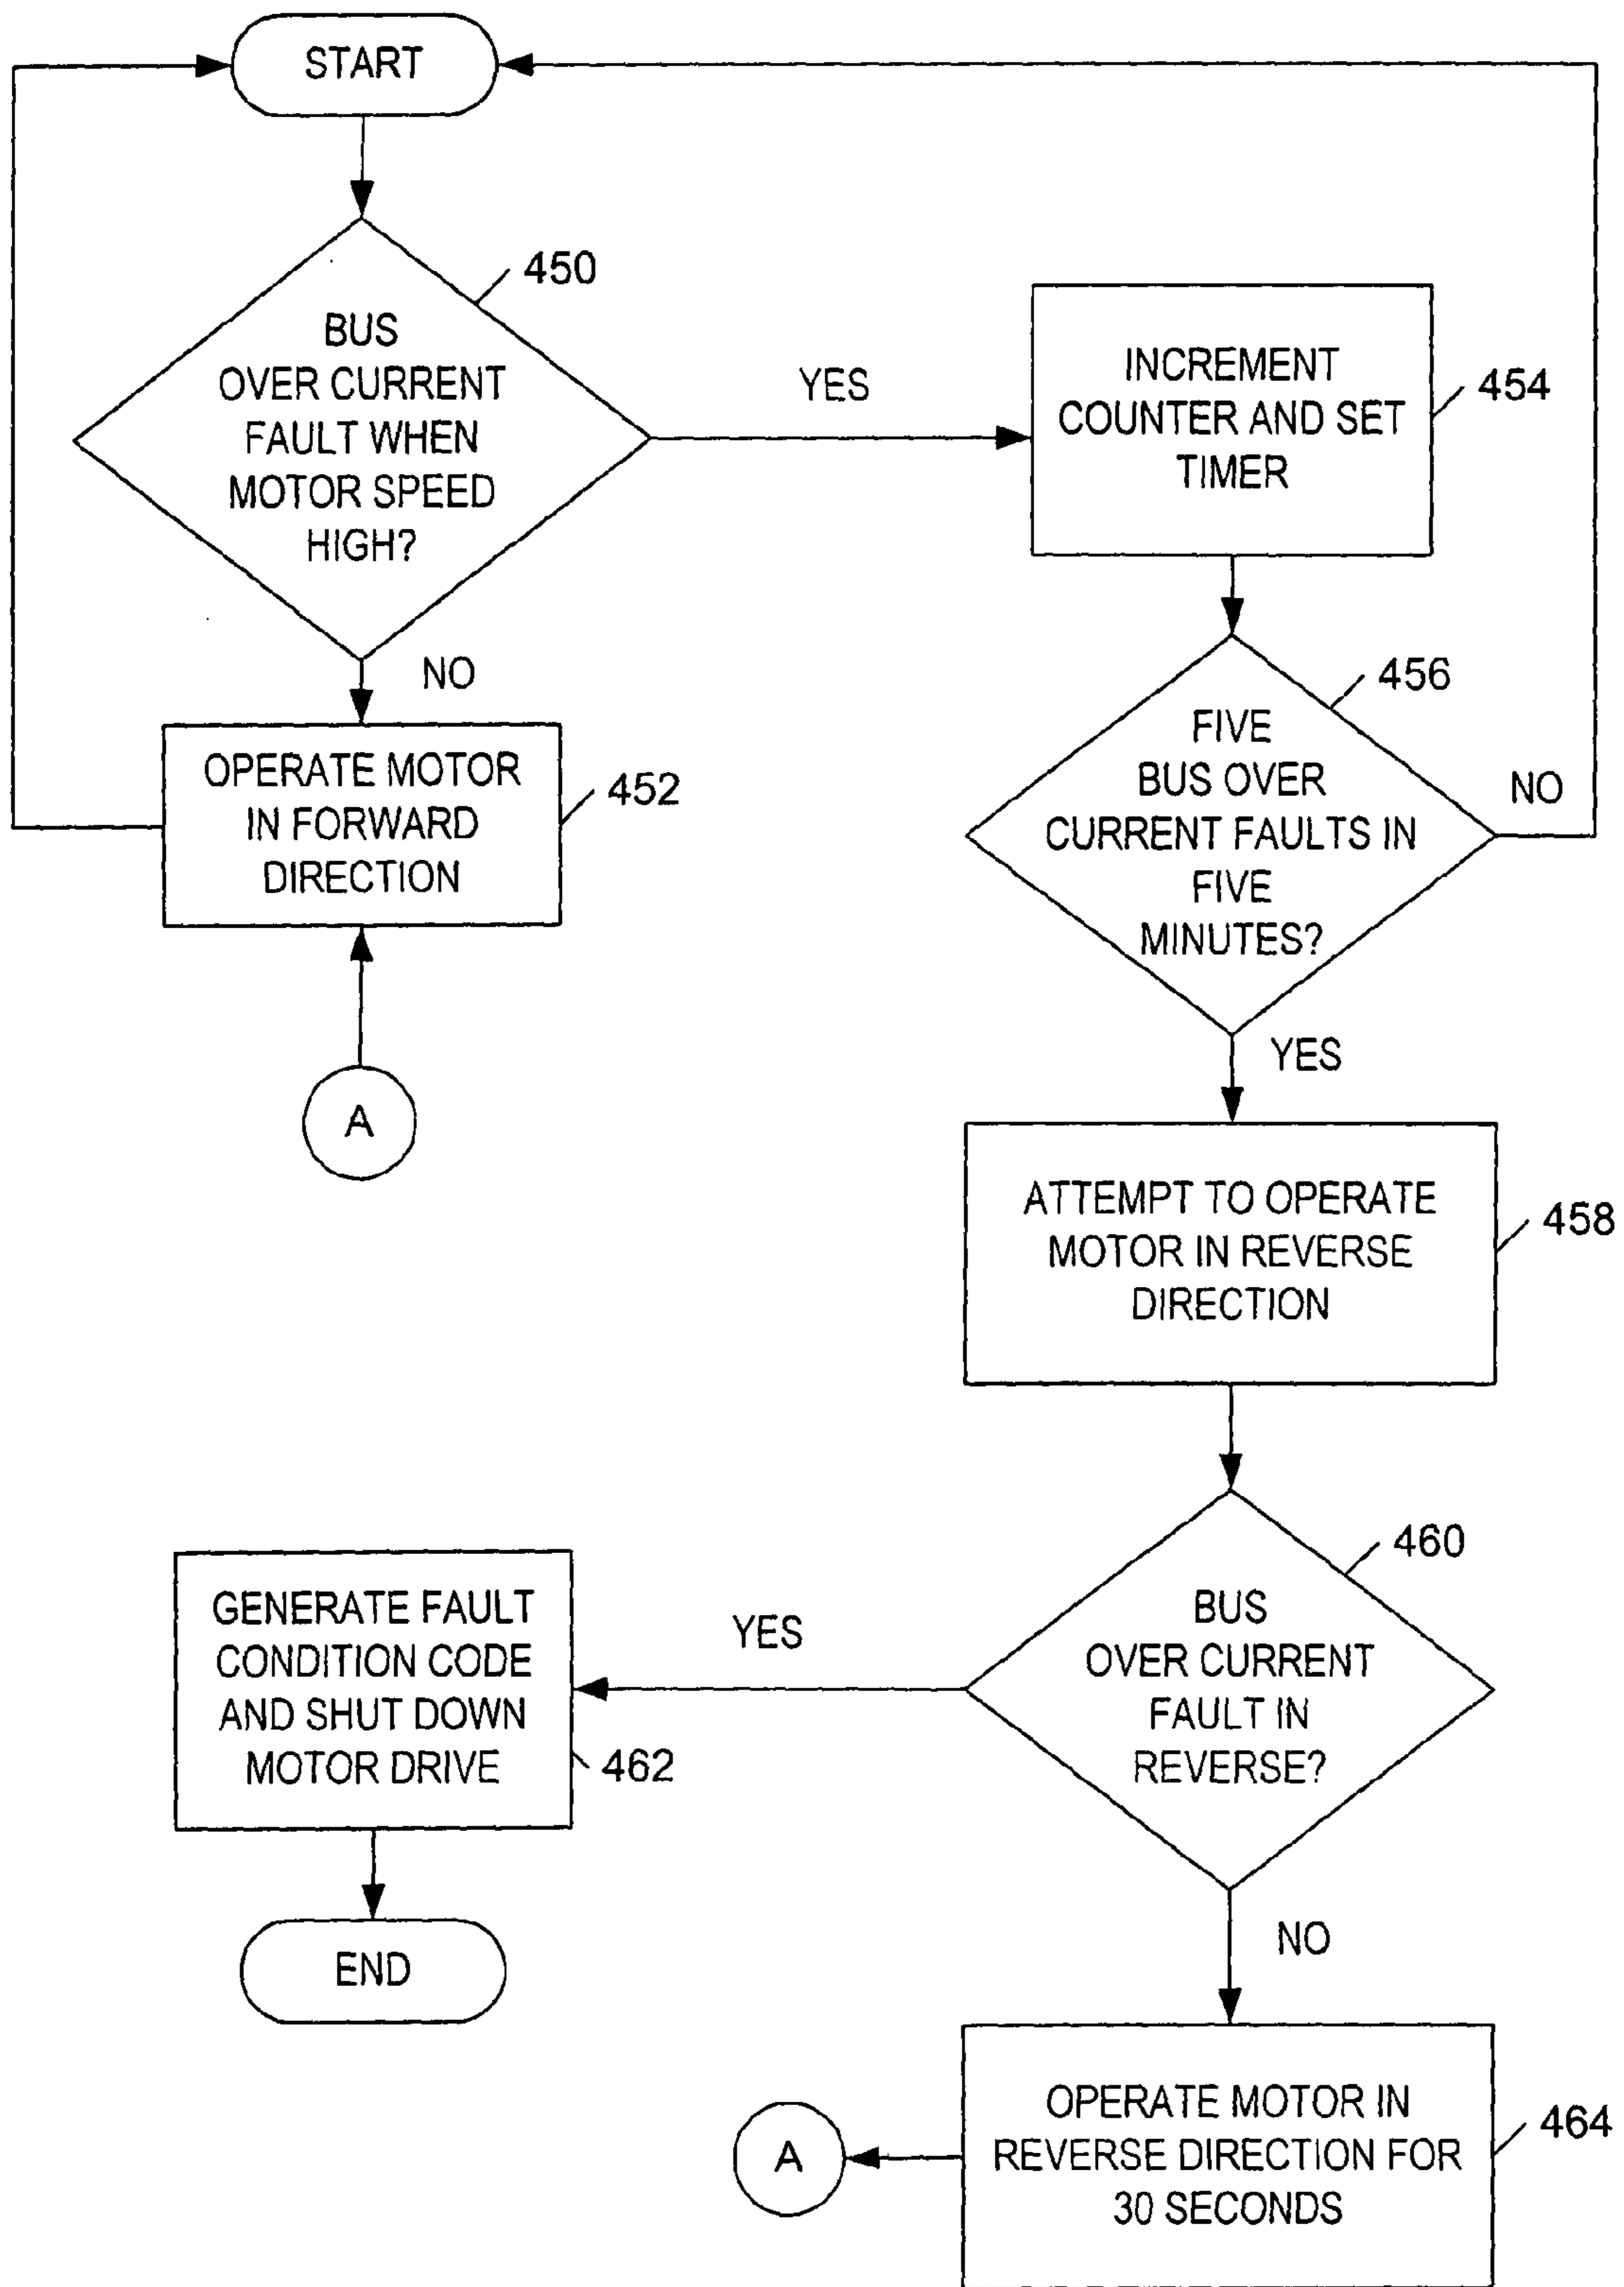 START
450
BUS
OVER CURRENT
FAULT WHEN
MOTOR SPEED
HIGH?
YES
INCREMENT
COUNTER AND SET
TIMER
454
NO
OPERATE MOTOR
IN FORWARD
DIRECTION
452
A
456
FIVE
BUS OVER
CURRENT FAULTS IN
FIVE
MINUTES?
NO
YES
ATTEMPT TO OPERATE
MOTOR IN REVERSE
DIRECTION
458
460
BUS
OVER CURRENT
FAULT IN
REVERSE?
YES
GENERATE FAULT
CONDITION CODE
AND SHUT DOWN
MOTOR DRIVE
462
END
NO
OPERATE MOTOR IN
REVERSE DIRECTION FOR
30 SECONDS
464
A